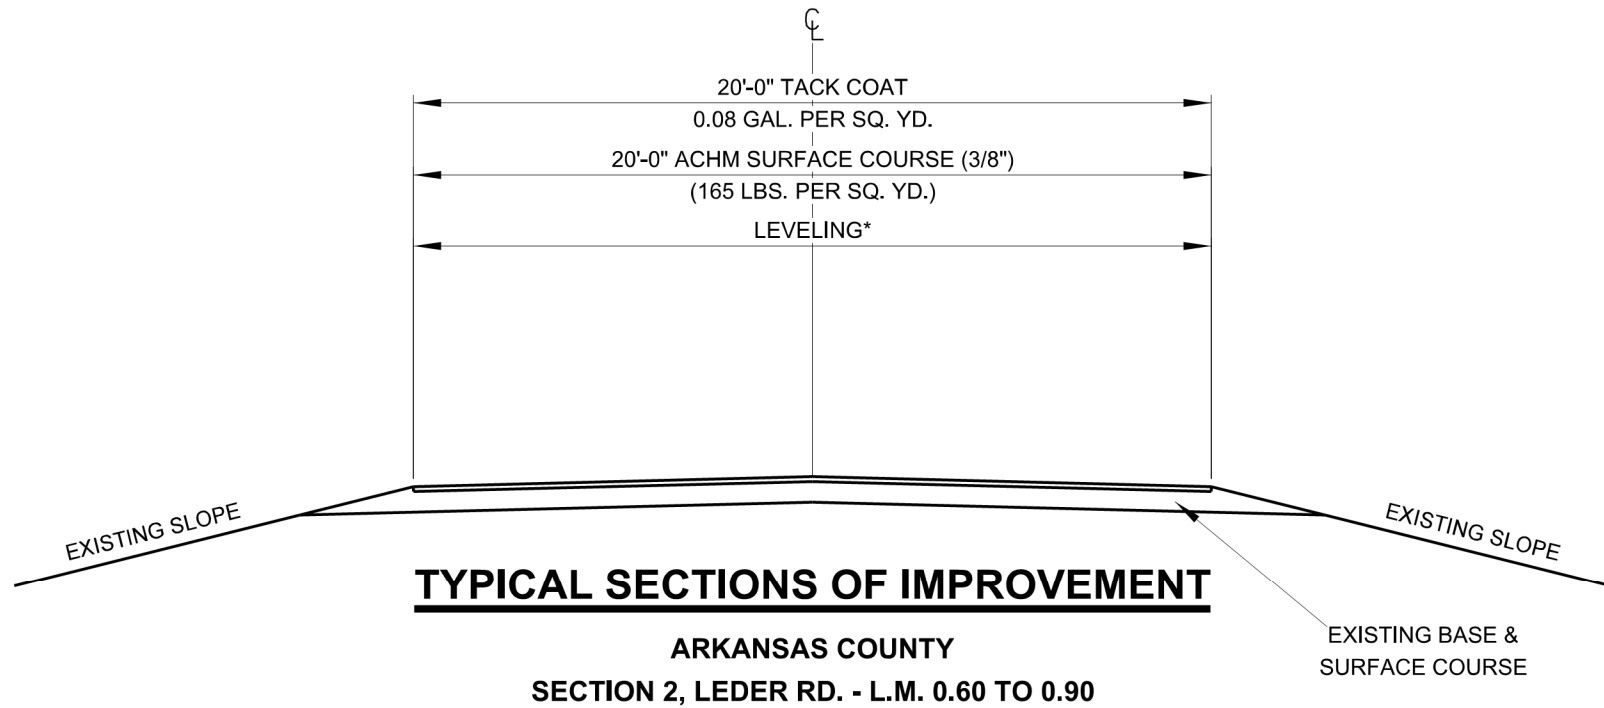 ℄
20'-0" TACK COAT
0.08 GAL. PER SQ. YD.
20'-0" ACHM SURFACE COURSE (3/8")
(165 LBS. PER SQ. YD.)
LEVELING*
EXISTING SLOPE
EXISTING SLOPE
TYPICAL SECTIONS OF IMPROVEMENT
EXISTING BASE &
SURFACE COURSE
ARKANSAS COUNTY
SECTION 2, LEDER RD. - L.M. 0.60 TO 0.90